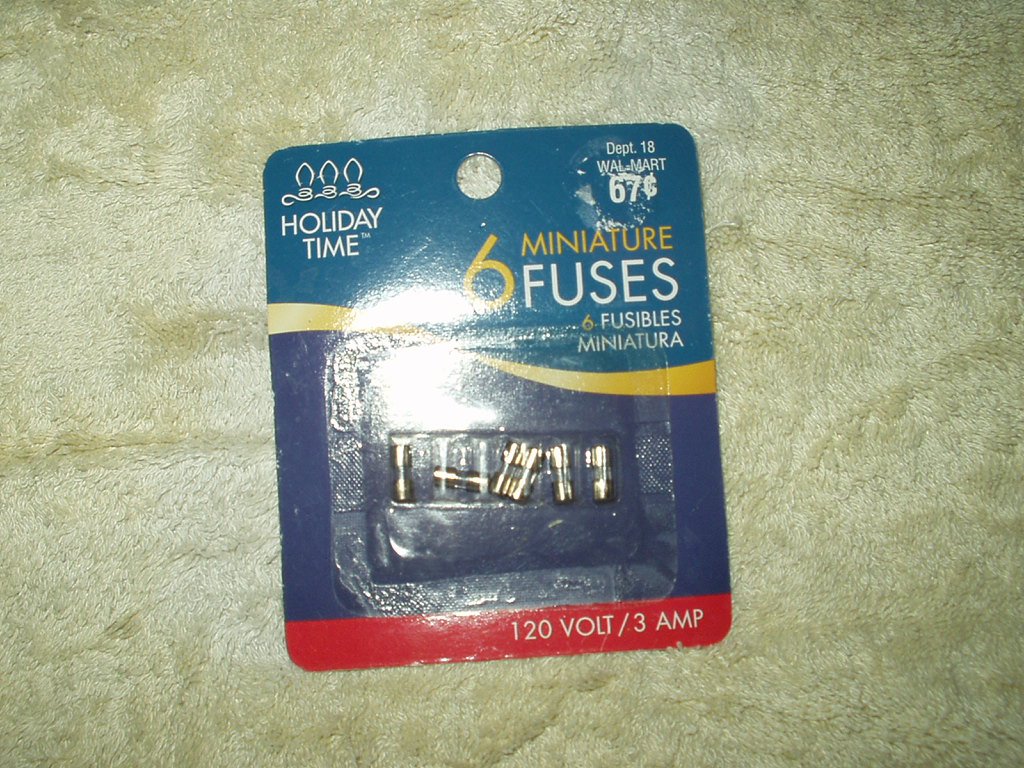 Dept. 18
WAL-MART
67¢
HOLIDAY
TIME™
6 MINIATURE
FUSES
6 FUSIBLES
MINIATURA
120 VOLT/3 AMP